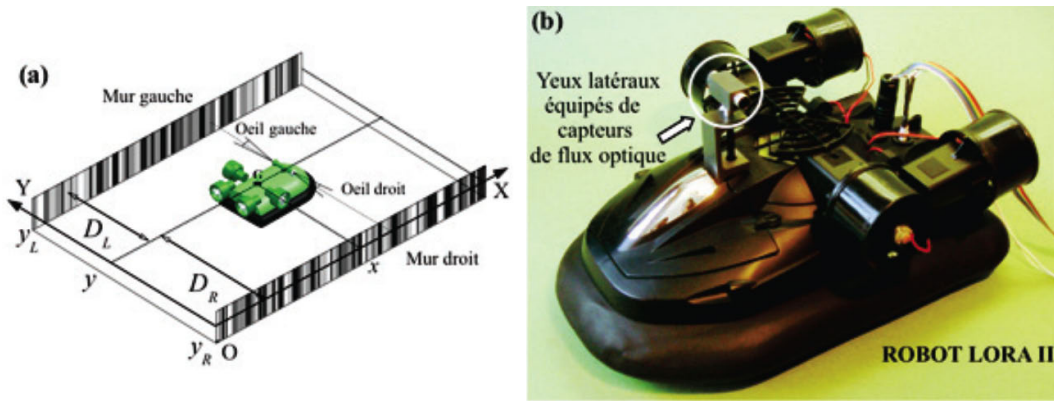 (a)
Mur gauche
Oeil gauche
Y
G
Oeil droit
X
y_L
D_L
y
D_R
x
Mur droit
y_R
O
(b)
Yeux latéraux
équipés de
capteurs
de flux optique
ROBOT LORA II